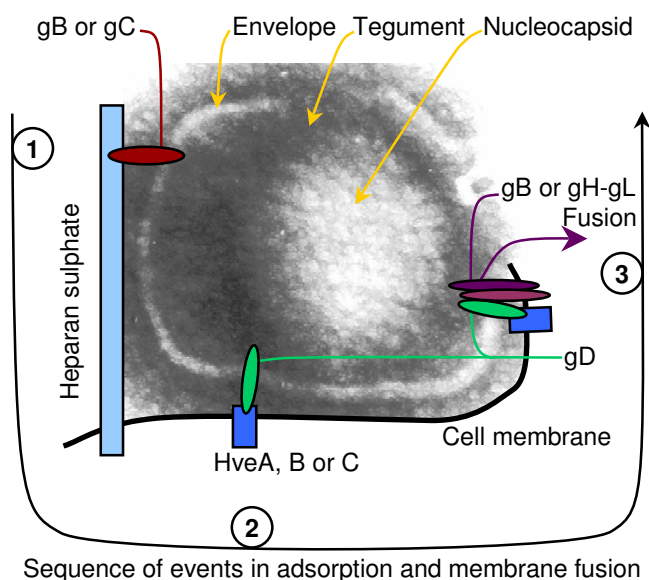 gB or gC
Envelope
Tegument
Nucleocapsid
1
Heparan sulphate
gB or gH-gL
Fusion
3
gD
Cell membrane
HveA, B or C
2
Sequence of events in adsorption and membrane fusion